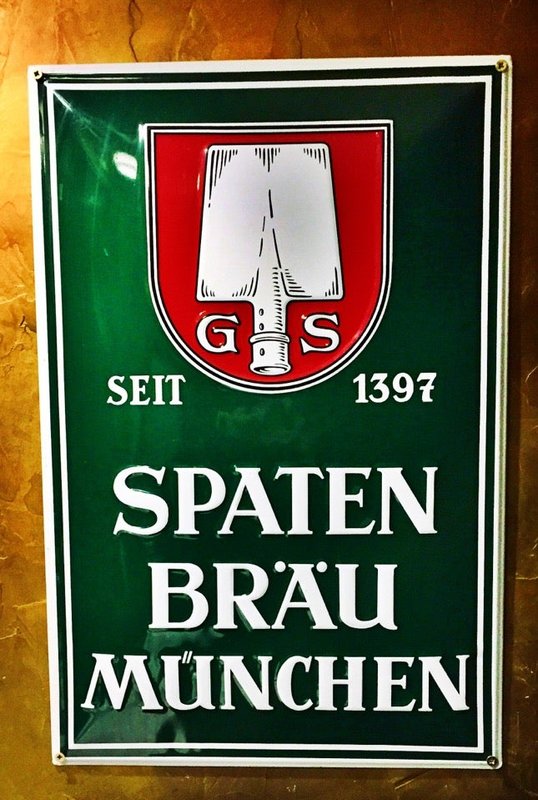 G S
SEIT 1397
SPATEN
BRÄU
MÜNCHEN